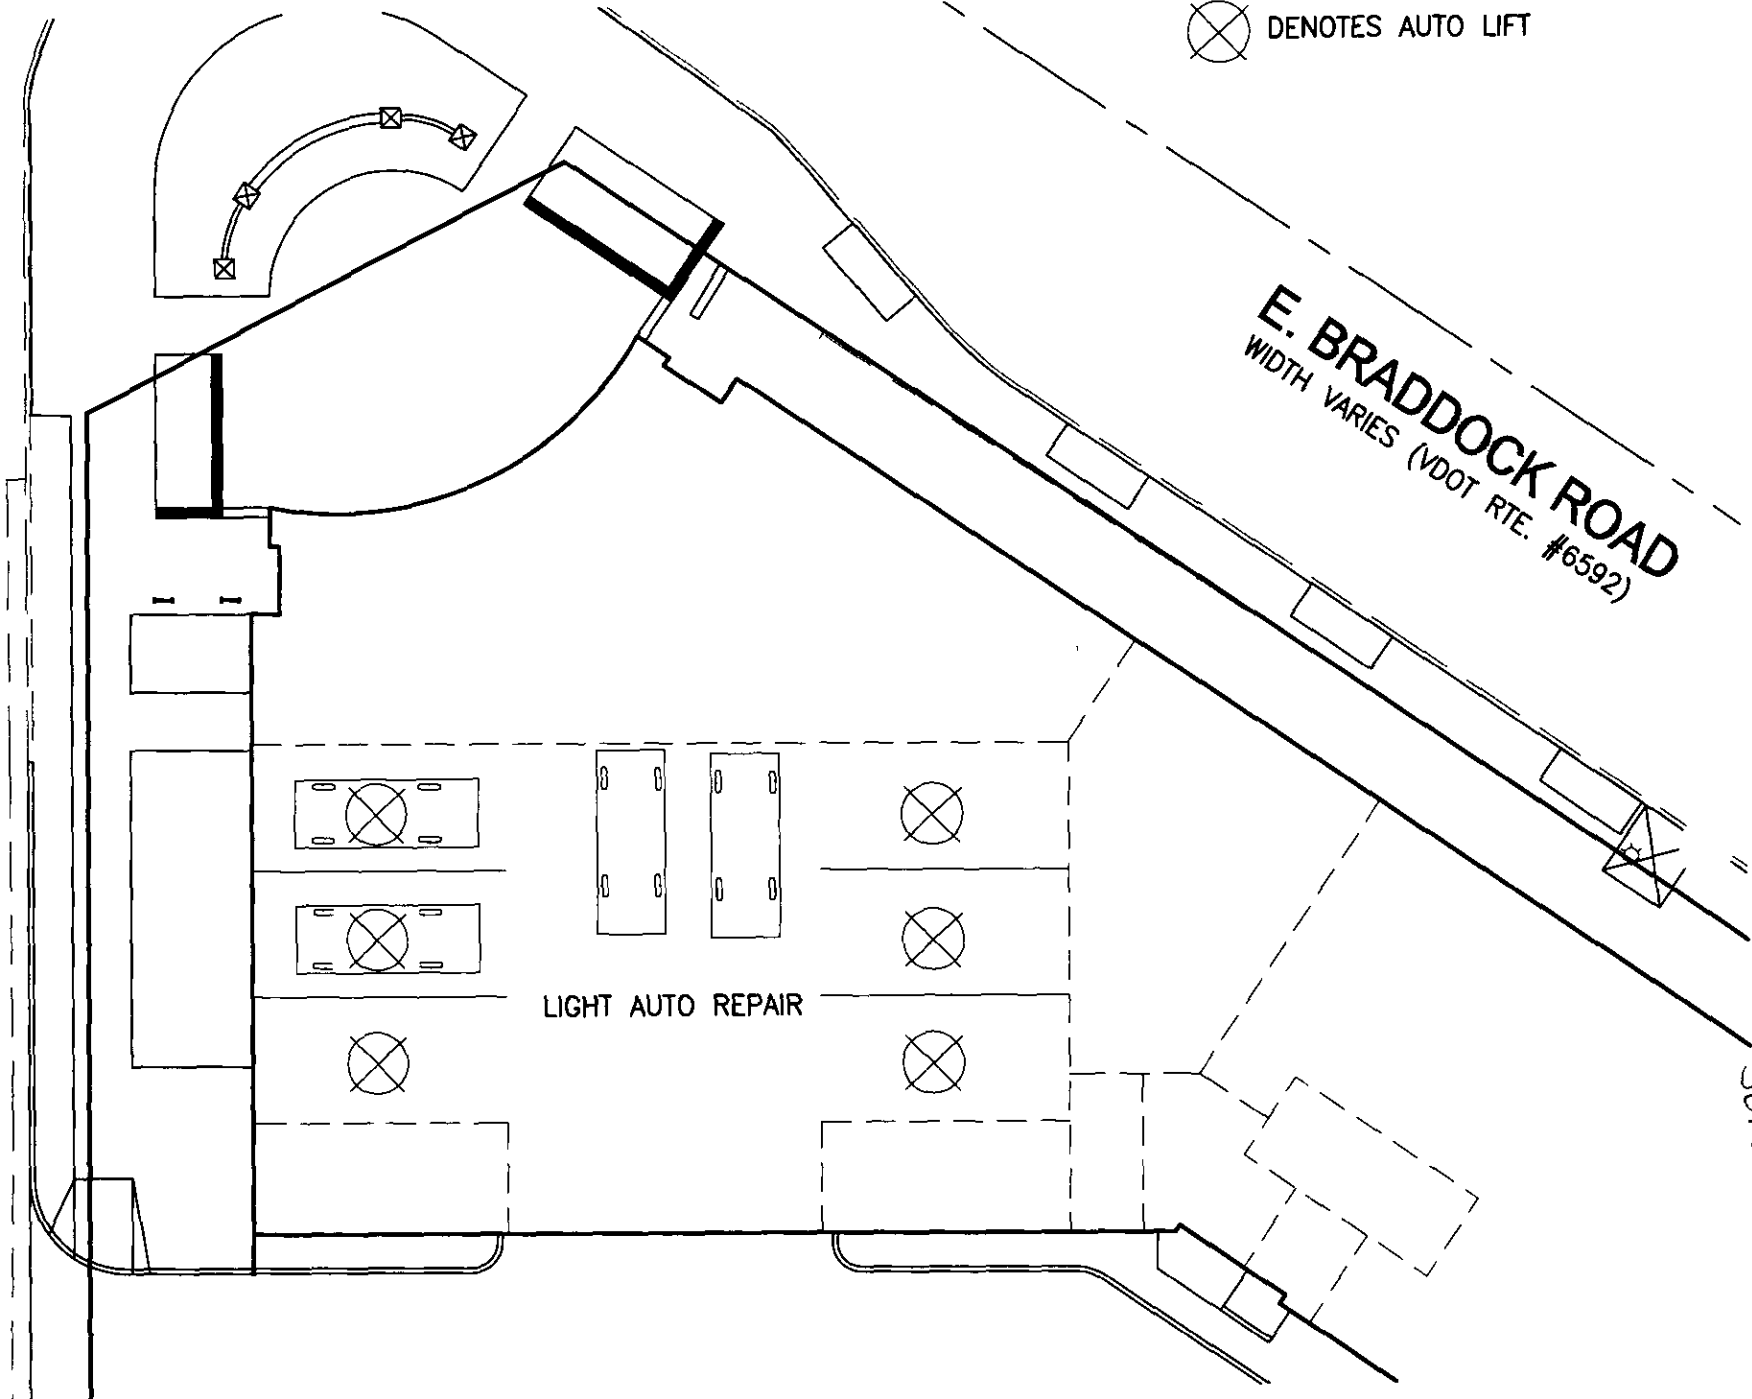 DENOTES AUTO LIFT
E. BRADDOCK ROAD
WIDTH VARIES (VDOT RTE. #6592)
LIGHT AUTO REPAIR